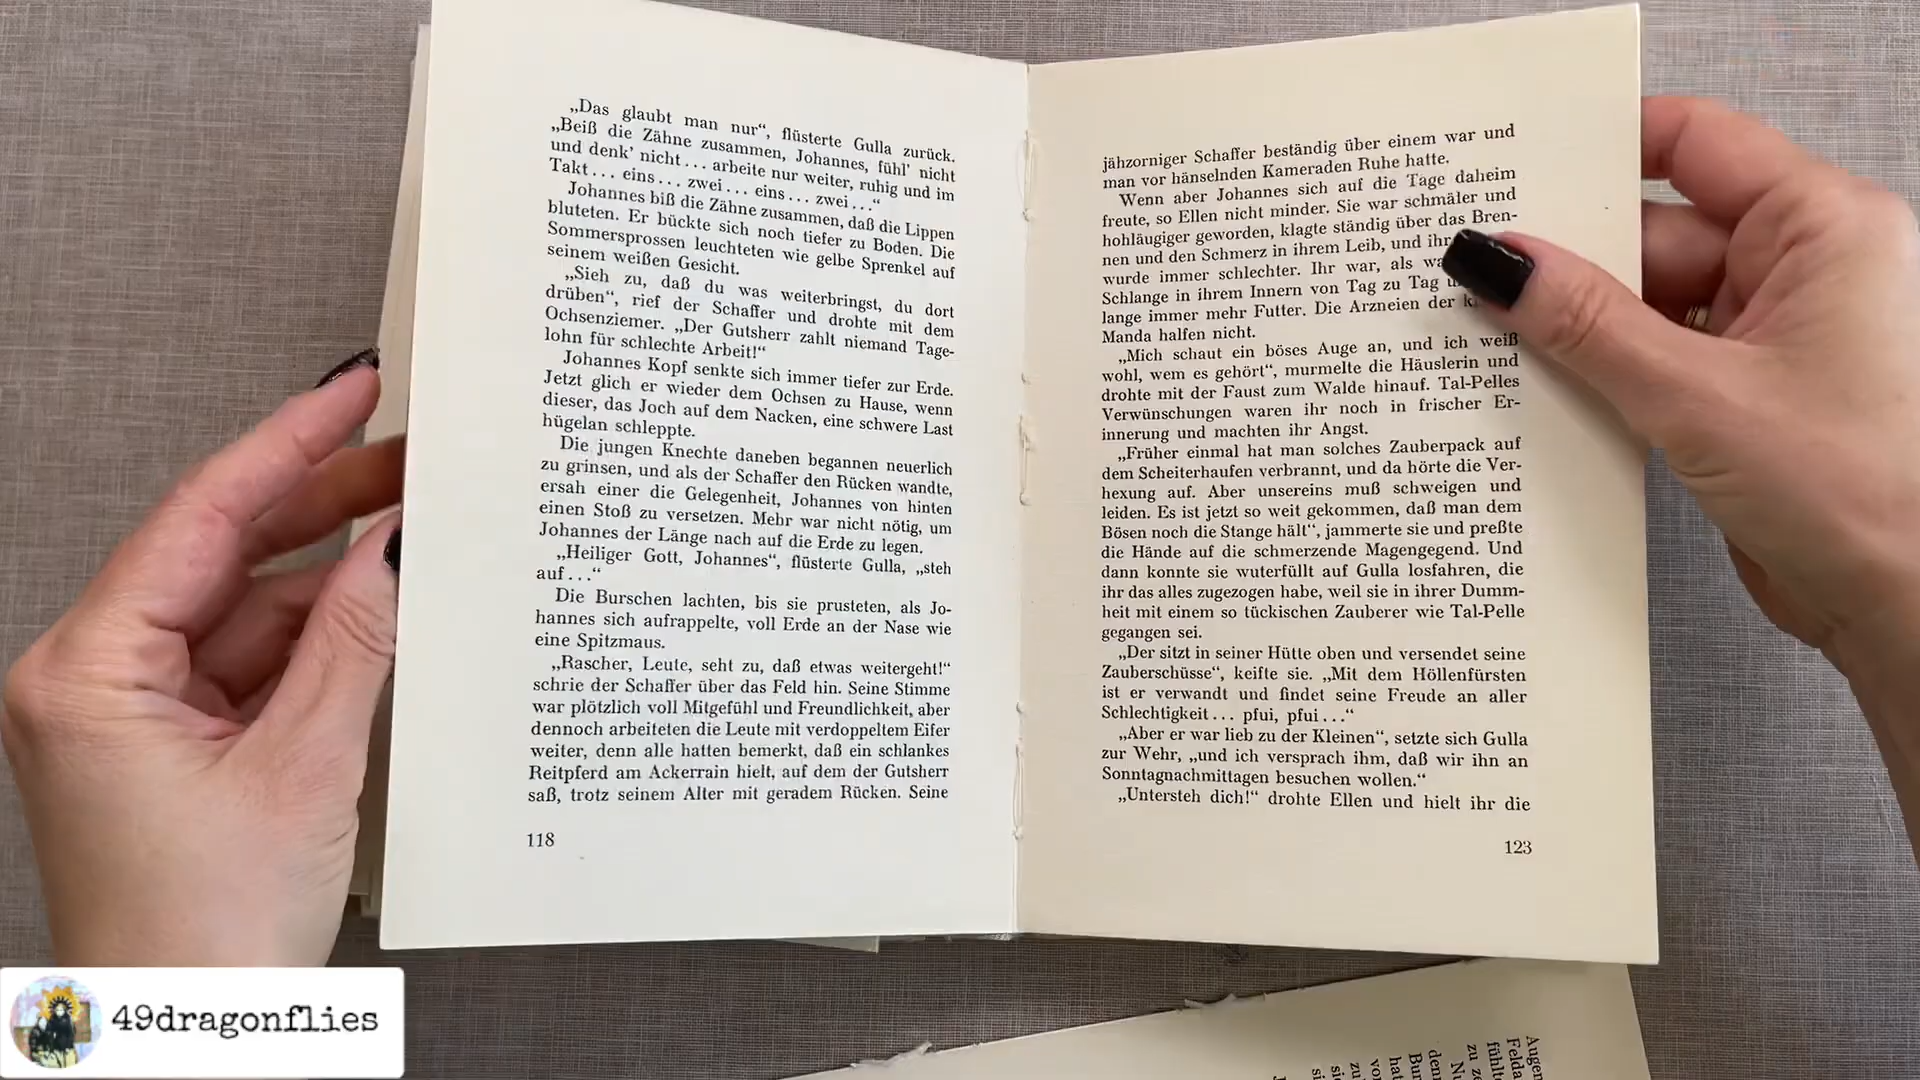 „Das glaubt man nur“, flüsterte Gulla zurück.
„Beiß die Zähne zusammen, Johannes, fühl' nicht
und denk' nicht... arbeite nur weiter, ruhig und im
Takt... eins... zwei... eins... zwei...“
Johannes biß die Zähne zusammen, daß die Lippen
bluteten. Er bückte sich noch tiefer zu Boden. Die
Sommersprossen leuchteten wie gelbe Sprenkel auf
seinem weißen Gesicht.
„Sieh zu, daß du was weiterbringst, du dort
drüben“, rief der Schaffer und drohte mit dem
Ochsenziemer. „Der Gutsherr zahlt niemand Tage-
lohn für schlechte Arbeit!“
Johannes Kopf senkte sich immer tiefer zur Erde.
Jetzt glich er wieder dem Ochsen zu Hause, wenn
dieser, das Joch auf dem Nacken, eine schwere Last
hügelan schleppte.
Die jungen Knechte daneben begannen neuerlich
zu grinsen, und als der Schaffer den Rücken wandte,
ersah einer die Gelegenheit, Johannes von hinten
einen Stoß zu versetzen. Mehr war nicht nötig, um
Johannes der Länge nach auf die Erde zu legen.
„Heiliger Gott, Johannes“, flüsterte Gulla, „steh
auf...“
Die Burschen lachten, bis sie prusteten, als Jo-
hannes sich aufrappelte, voll Erde an der Nase wie
eine Spitzmaus.
„Rascher, Leute, seht zu, daß etwas weitergeht!“
schrie der Schaffer über das Feld hin. Seine Stimme
war plötzlich voll Mitgefühl und Freundlichkeit, aber
dennoch arbeiteten die Leute mit verdoppeltem Eifer
weiter, denn alle hatten bemerkt, daß ein schlankes
Reitpferd am Ackerrain hielt, auf dem der Gutsherr
saß, trotz seinem Alter mit geradem Rücken. Seine
118
jähzorniger Schaffer beständig über einem war und
man vor hänselnden Kameraden Ruhe hatte.
Wenn aber Johannes sich auf die Tage daheim
freute, so Ellen nicht minder. Sie war schmäler und
hohläugiger geworden, klagte ständig über das Bren-
nen und den Schmerz in ihrem Leib, und ihr
wurde immer schlechter. Ihr war, als
Schlange in ihrem Innern von Tag zu Tag
lange immer mehr Futter. Die Arzneien der
Manda halfen nicht.
„Mich schaut ein böses Auge an, und ich weiß
wohl, wem es gehört“, murmelte die Häuslerin und
drohte mit der Faust zum Walde hinauf. Tal-Pelles
Verwünschungen waren ihr noch in frischer Er-
innerung und machten ihr Angst.
„Früher einmal hat man solches Zauberpack auf
dem Scheiterhaufen verbrannt, und da hörte die Ver-
hexung auf. Aber unsereins muß schweigen und
leiden. Es ist jetzt so weit gekommen, daß man dem
Bösen noch die Stange hält“, jammerte sie und preßte
die Hände auf die schmerzende Magengegend. Und
dann konnte sie wuterfüllt auf Gulla losfahren, die
ihr das alles zugezogen habe, weil sie in ihrer Dumm-
heit mit einem so tückischen Zauberer wie Tal-Pelle
gegangen sei.
„Der sitzt in seiner Hütte oben und versendet seine
Zauberschüsse“, keifte sie. „Mit dem Höllenfürsten
ist er verwandt und findet seine Freude an aller
Schlechtigkeit... pfui, pfui...“
„Aber er war lieb zu der Kleinen“, setzte sich Gulla
zur Wehr, „und ich versprach ihm, daß wir ihn an
Sonntagnachmittagen besuchen wollen.“
„Untersteh dich!“ drohte Ellen und hielt ihr die
123
Augen
Felda
fühlte
49dragonflies